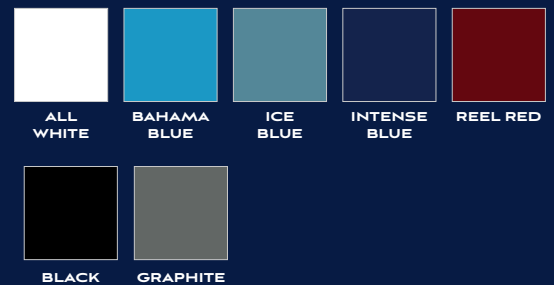 ALL
WHITE
BAHAMA
BLUE
ICE
BLUE
INTENSE
BLUE
REEL RED
BLACK
GRAPHITE